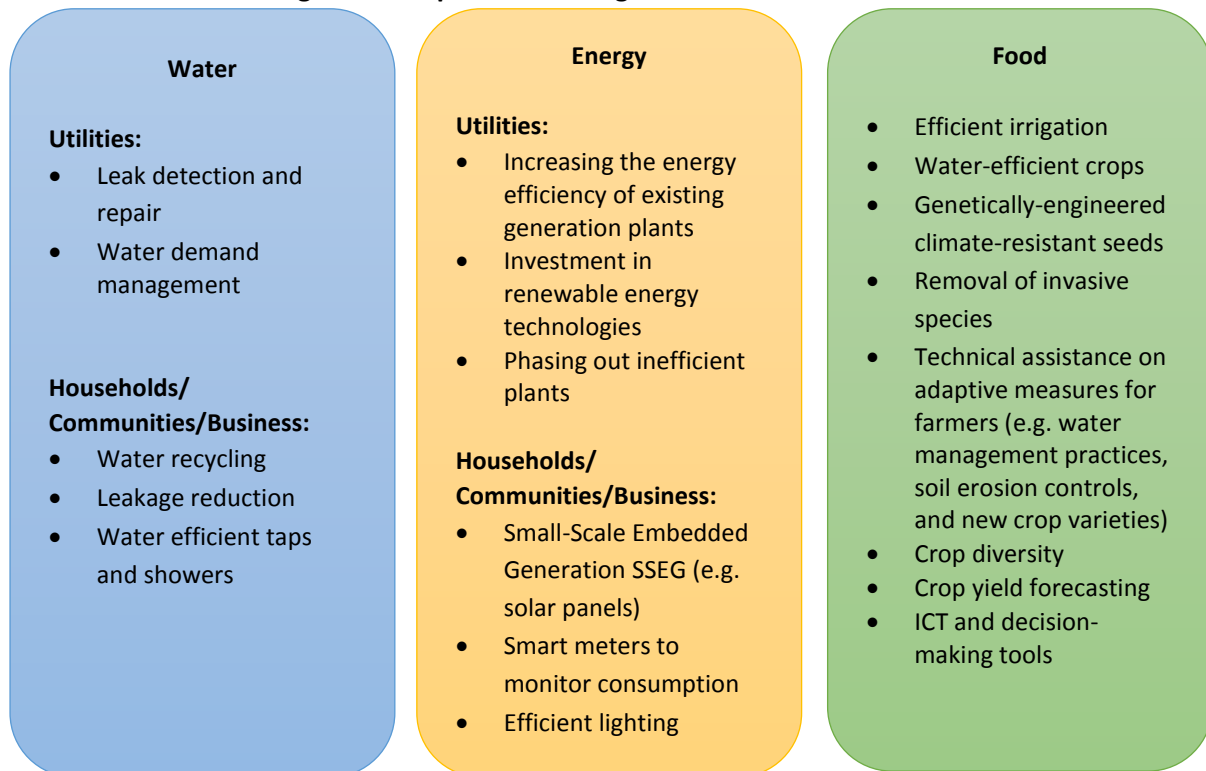 Water
Utilities:
• Leak detection and
repair
• Water demand
management
Households/
Communities/Business:
• Water recycling
• Leakage reduction
• Water efficient taps
and showers
Energy
Utilities:
• Increasing the energy
efficiency of existing
generation plants
• Investment in
renewable energy
technologies
• Phasing out inefficient
plants
Households/
Communities/Business:
• Small-Scale Embedded
Generation SSEG (e.g.
solar panels)
• Smart meters to
monitor consumption
• Efficient lighting
Food
• Efficient irrigation
• Water-efficient crops
• Genetically-engineered
climate-resistant seeds
• Removal of invasive
species
• Technical assistance on
adaptive measures for
farmers (e.g. water
management practices,
soil erosion controls,
and new crop varieties)
• Crop diversity
• Crop yield forecasting
• ICT and decision-
making tools